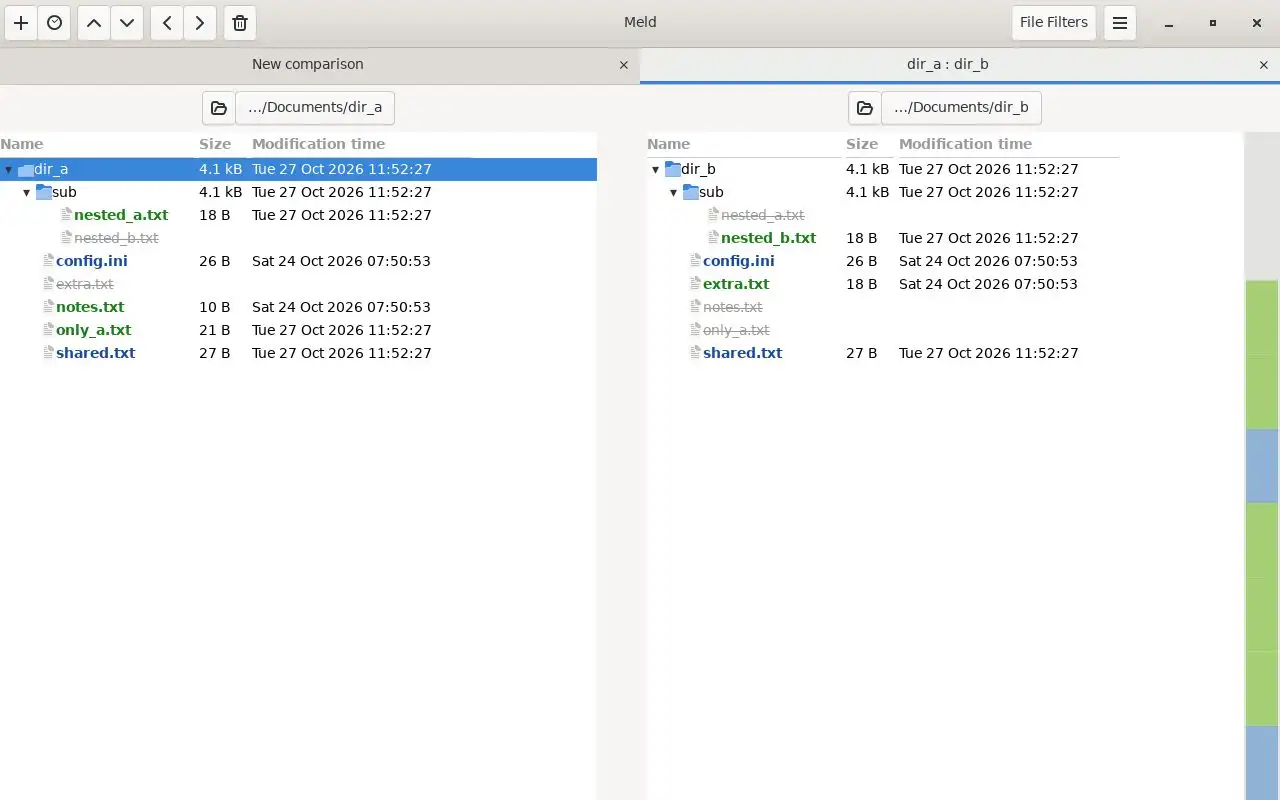 Meld
File Filters
New comparison
dir_a : dir_b
.../Documents/dir_a
.../Documents/dir_b
Name Size Modification time
dir_a 4.1 kB Tue 27 Oct 2026 11:52:27
sub 4.1 kB Tue 27 Oct 2026 11:52:27
nested_a.txt 18 B Tue 27 Oct 2026 11:52:27
nested_b.txt
config.ini 26 B Sat 24 Oct 2026 07:50:53
extra.txt
notes.txt 10 B Sat 24 Oct 2026 07:50:53
only_a.txt 21 B Tue 27 Oct 2026 11:52:27
shared.txt 27 B Tue 27 Oct 2026 11:52:27
Name Size Modification time
dir_b 4.1 kB Tue 27 Oct 2026 11:52:27
sub 4.1 kB Tue 27 Oct 2026 11:52:27
nested_a.txt
nested_b.txt 18 B Tue 27 Oct 2026 11:52:27
config.ini 26 B Sat 24 Oct 2026 07:50:53
extra.txt 18 B Sat 24 Oct 2026 07:50:53
notes.txt
only_a.txt
shared.txt 27 B Tue 27 Oct 2026 11:52:27